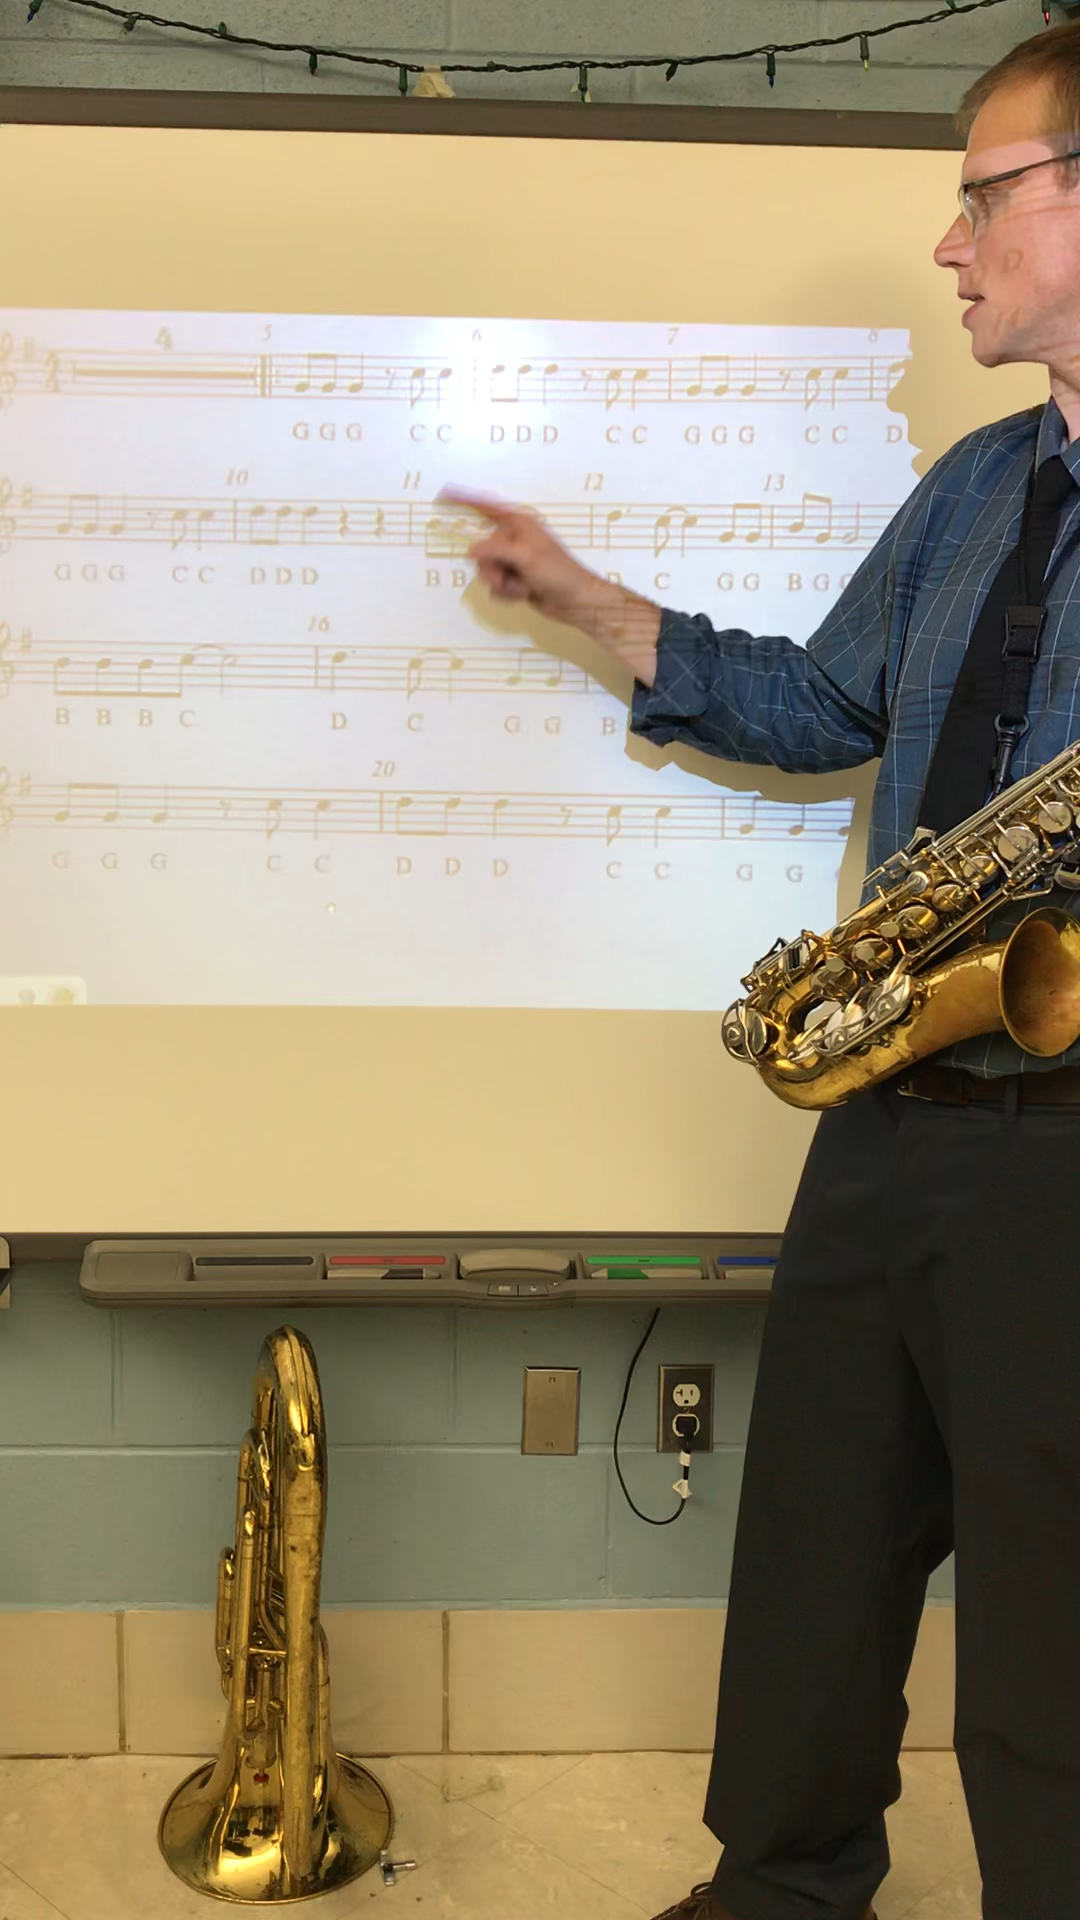 4 5 6 7 8
G G G C C D D D C C G G G C C D
10 11 12 13
G G G C C D D D B B C G G B G
16
B B B C D C G G B
20
G G G C C D D D C C G G